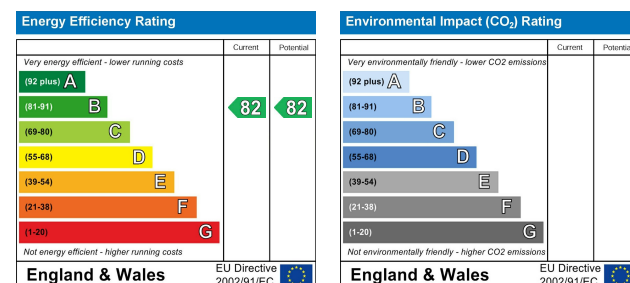 Energy Efficiency Rating
Current Potential
Very energy efficient - lower running costs
(92 plus) A
(81-91) B 82 82
(69-80) C
(55-68) D
(39-54) E
(21-38) F
(1-20) G
Not energy efficient - higher running costs
England & Wales
EU Directive
2002/91/EC
Environmental Impact (CO₂) Rating
Current Potential
Very environmentally friendly - lower CO2 emissions
(92 plus) A
(81-91) B
(69-80) C
(55-68) D
(39-54) E
(21-38) F
(1-20) G
Not environmentally friendly - higher CO2 emissions
England & Wales
EU Directive
2002/91/EC